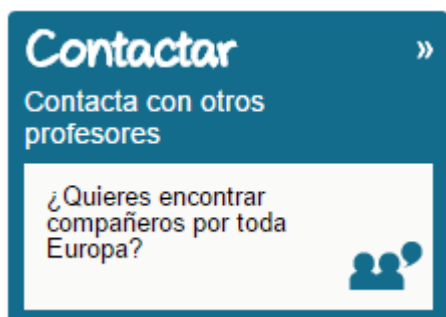 Contactar »
Contacta con otros
profesores
¿Quieres encontrar
compañeros por toda
Europa?